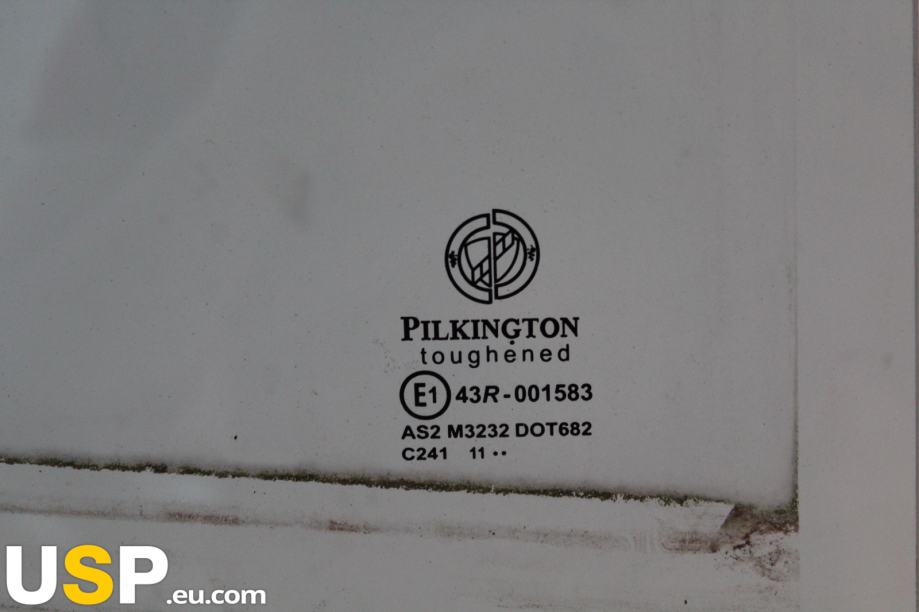 PILKINGTON
toughened
E1 43R-001583
AS2 M3232 DOT682
C241 11 ••
USP.eu.com